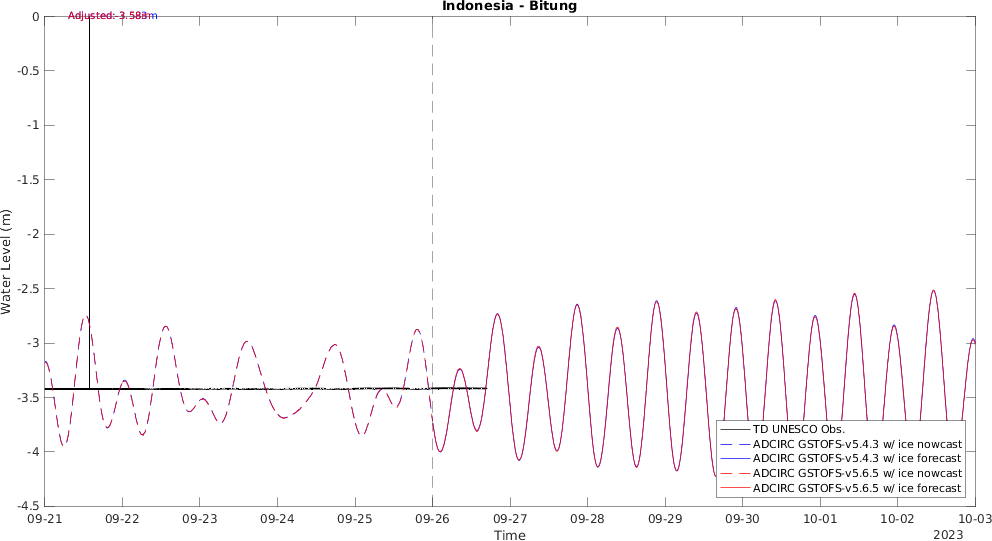 Indonesia - Bitung
Adjusted: -3.583m
0
-0.5
-1
-1.5
-2
-2.5
-3
-3.5
-4
-4.5
Water Level (m)
TD UNESCO Obs.
ADCIRC GSTOFS-v5.4.3 w/ ice nowcast
ADCIRC GSTOFS-v5.4.3 w/ ice forecast
ADCIRC GSTOFS-v5.6.5 w/ ice nowcast
ADCIRC GSTOFS-v5.6.5 w/ ice forecast
09-21 09-22 09-23 09-24 09-25 09-26 09-27 09-28 09-29 09-30 10-01 10-02 10-03
Time
2023